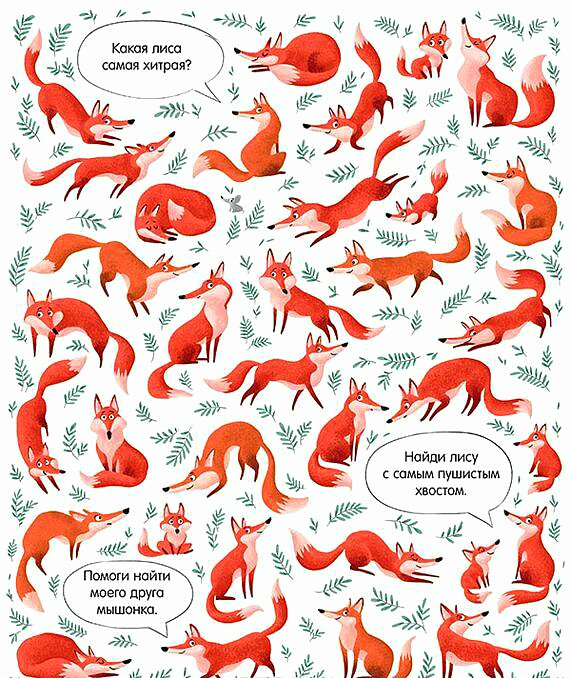 Какая лиса
самая хитрая?
Найди лису
с самым пушистым
хвостом.
Помоги найти
моего друга
мышонка.